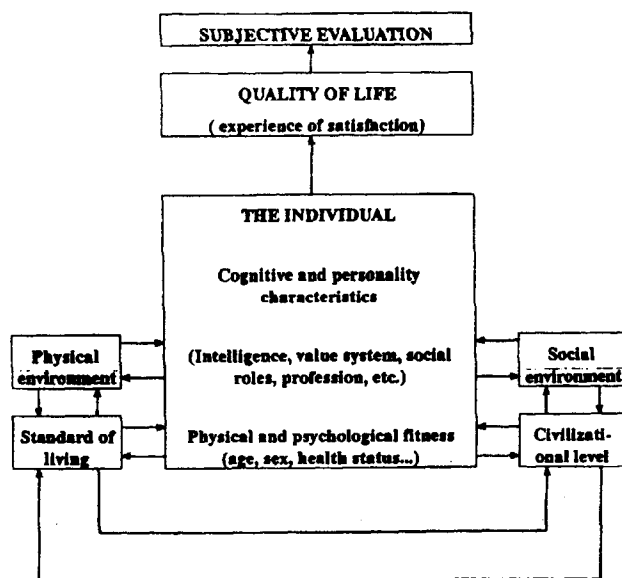 SUBJECTIVE EVALUATION
QUALITY OF LIFE
( experience of satisfaction)
THE INDIVIDUAL
Cognitive and personality
characteristics
(Intelligence, value system, social
roles, profession, etc.)
Physical and psychological fitness
(age, sex, health status...)
Physical
environment
Standard of
living
Social
environment
Civilizati-
onal level